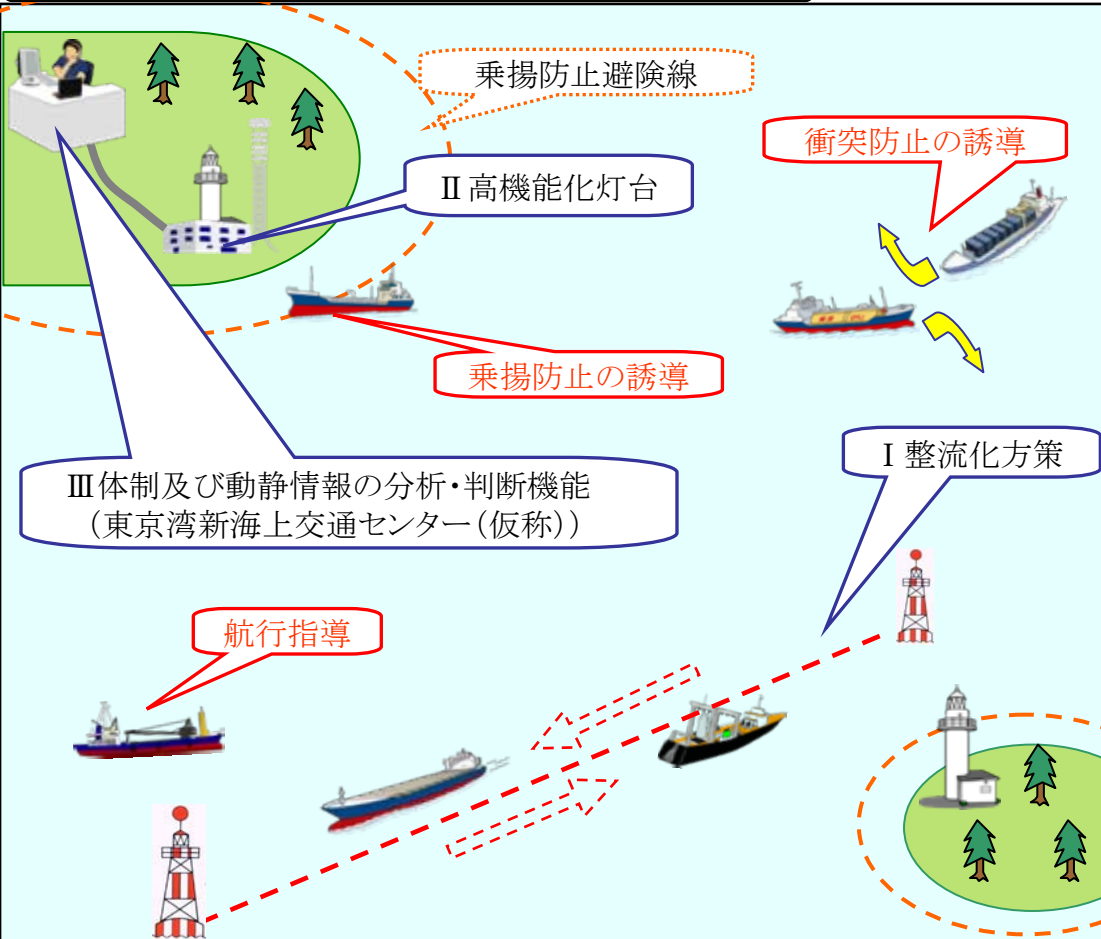 乗揚防止避険線
衝突防止の誘導
Ⅱ高機能化灯台
乗揚防止の誘導
Ⅰ整流化方策
Ⅲ体制及び動静情報の分析・判断機能
(東京湾新海上交通センター(仮称))
航行指導